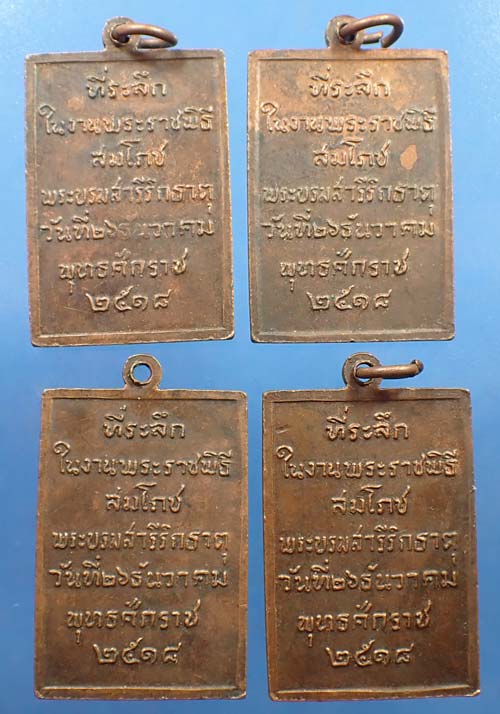 ที่ระลึก
ในงานพระราชพิธี
สมโภช
พระบรมสารีริกธาตุ
วันที่๒๖ธันวาคม
พุทธศักราช
๒๕๑๘
ที่ระลึก
ในงานพระราชพิธี
สมโภช
พระบรมสารีริกธาตุ
วันที่๒๖ธันวาคม
พุทธศักราช
๒๕๑๘
ที่ระลึก
ในงานพระราชพิธี
สมโภช
พระบรมสารีริกธาตุ
วันที่๒๖ธันวาคม
พุทธศักราช
๒๕๑๘
ที่ระลึก
ในงานพระราชพิธี
สมโภช
พระบรมสารีริกธาตุ
วันที่๒๖ธันวาคม
พุทธศักราช
๒๕๑๘